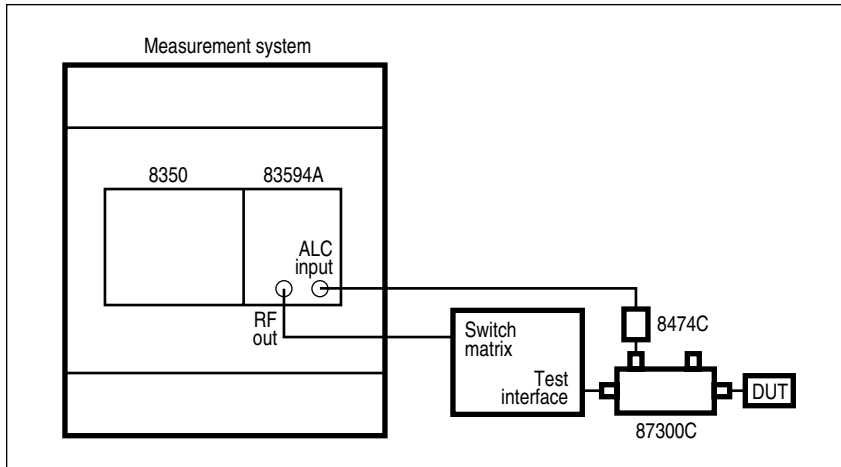 Measurement system
8350
83594A
ALC
input
RF
out
Switch
matrix
Test
interface
8474C
DUT
87300C